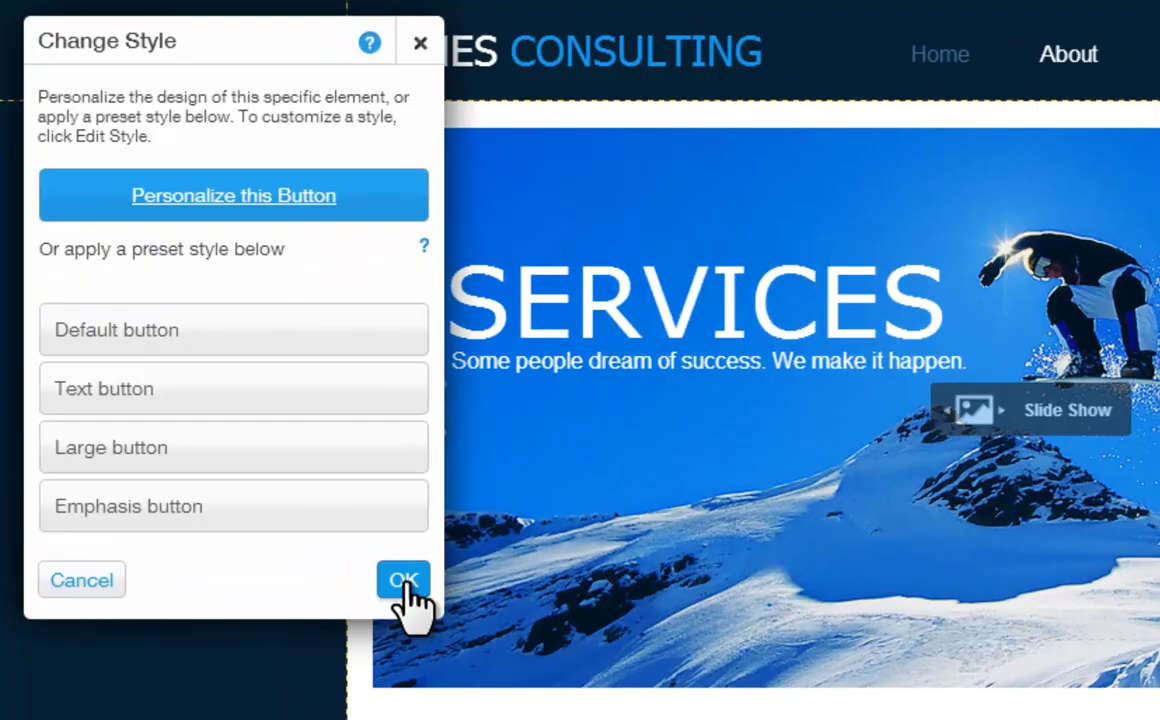 Change Style
?
Personalize the design of this specific element, or
apply a preset style below. To customize a style,
click Edit Style.
Personalize this Button
Or apply a preset style below
?
Default button
Text button
Large button
Emphasis button
Cancel
OK
CONSULTING
Home
About
SERVICES
Some people dream of success. We make it happen.
Slide Show